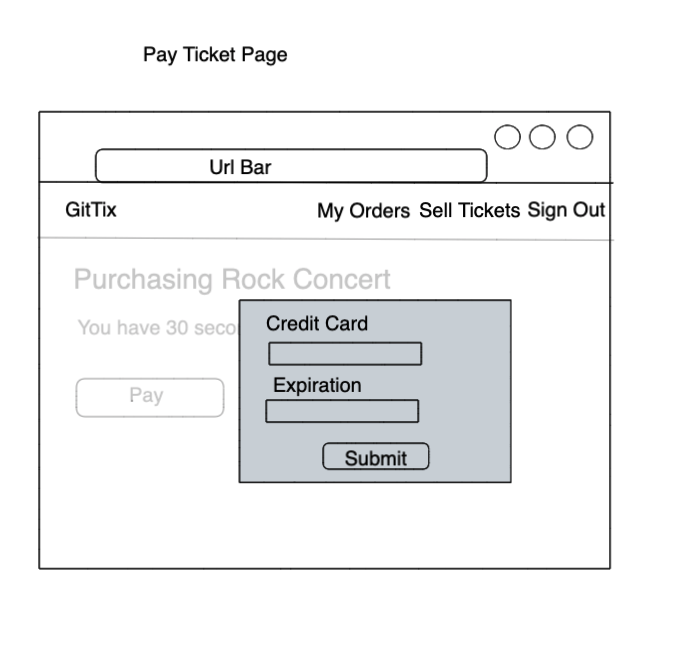 Pay Ticket Page
Url Bar
GitTix My Orders Sell Tickets Sign Out
Purchasing Rock Concert
You have 30 seco
Credit Card
Expiration
Pay
Submit